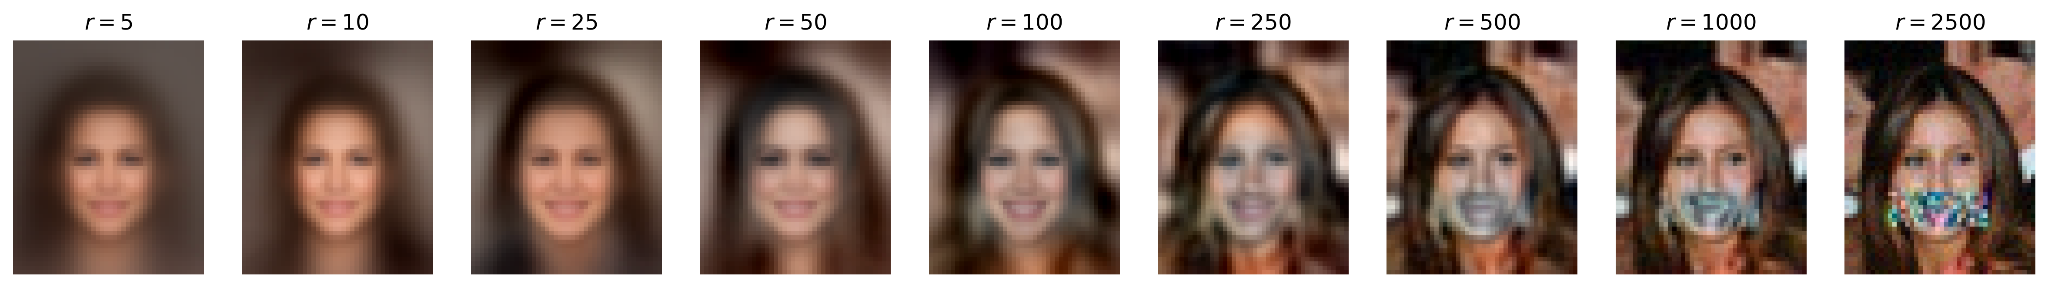 r = 5 r = 10 r = 25 r = 50 r = 100 r = 250 r = 500 r = 1000 r = 2500